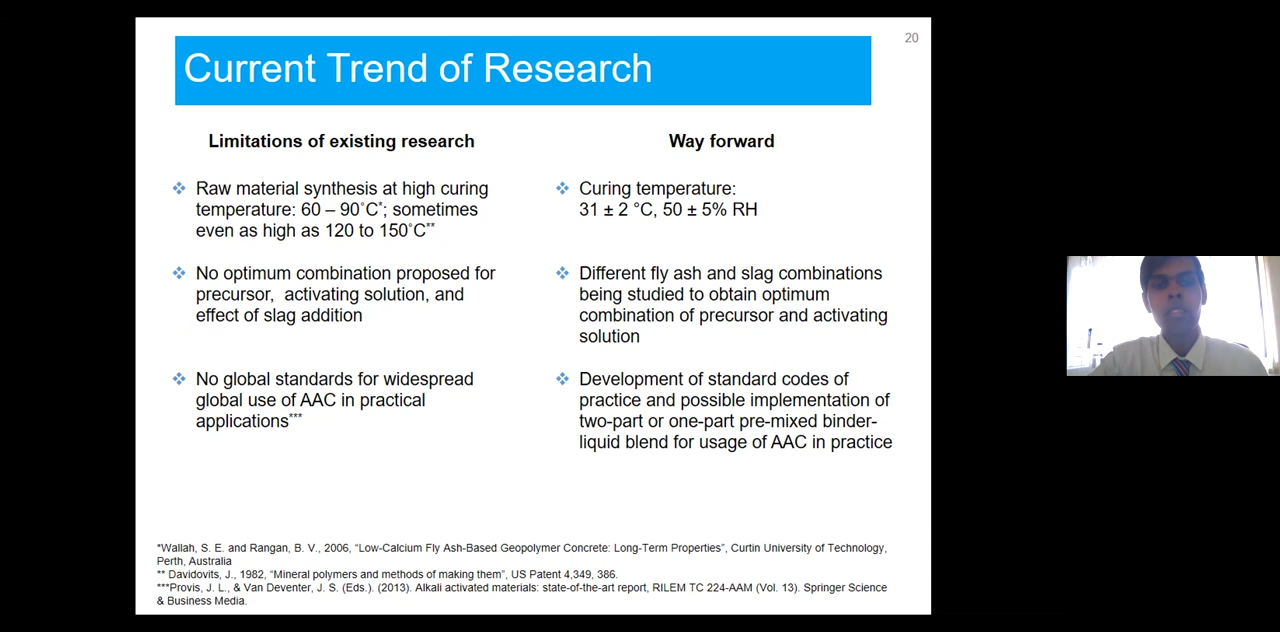 20
Current Trend of Research
Limitations of existing research
Raw material synthesis at high curing
temperature: 60 – 90˚C*; sometimes
even as high as 120 to 150˚C**
No optimum combination proposed for
precursor, activating solution, and
effect of slag addition
No global standards for widespread
global use of AAC in practical
applications***
Way forward
Curing temperature:
31 ± 2 °C, 50 ± 5% RH
Different fly ash and slag combinations
being studied to obtain optimum
combination of precursor and activating
solution
Development of standard codes of
practice and possible implementation of
two-part or one-part pre-mixed binder-
liquid blend for usage of AAC in practice
*Wallah, S. E. and Rangan, B. V., 2006, “Low-Calcium Fly Ash-Based Geopolymer Concrete: Long-Term Properties”, Curtin University of Technology,
Perth, Australia
** Davidovits, J., 1982, “Mineral polymers and methods of making them”, US Patent 4,349, 386.
***Provis, J. L., & Van Deventer, J. S. (Eds.). (2013). Alkali activated materials: state-of-the-art report, RILEM TC 224-AAM (Vol. 13). Springer Science
& Business Media.